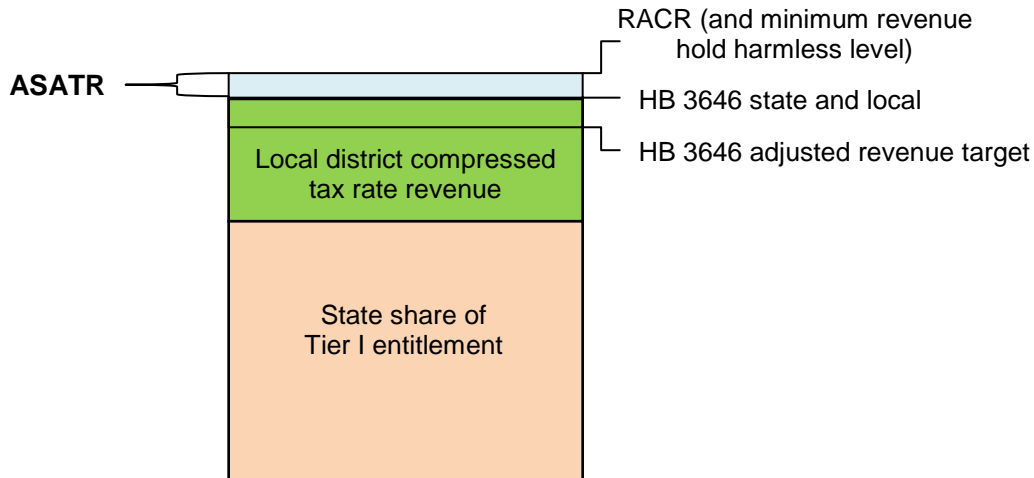 RACR (and minimum revenue
hold harmless level)
ASATR
HB 3646 state and local
HB 3646 adjusted revenue target
Local district compressed
tax rate revenue
State share of
Tier I entitlement